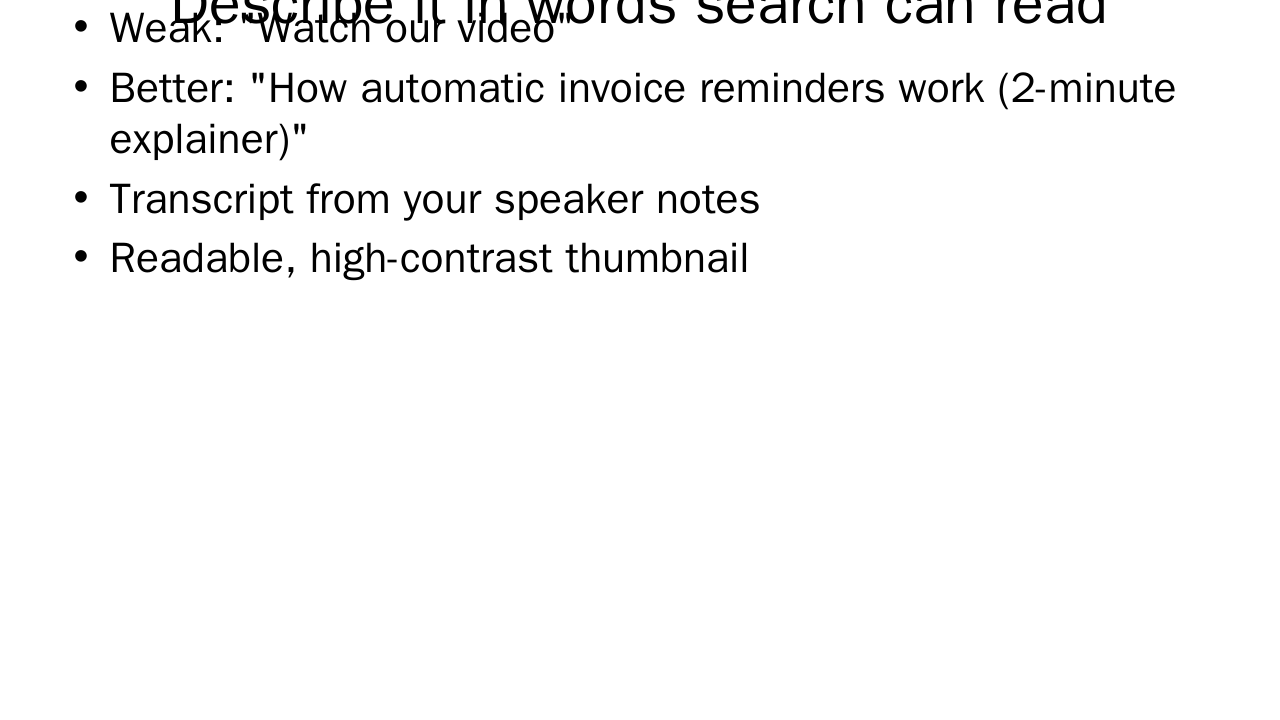 Describe it in words search can read
• Weak: "Watch our video"
• Better: "How automatic invoice reminders work (2-minute
explainer)"
• Transcript from your speaker notes
• Readable, high-contrast thumbnail